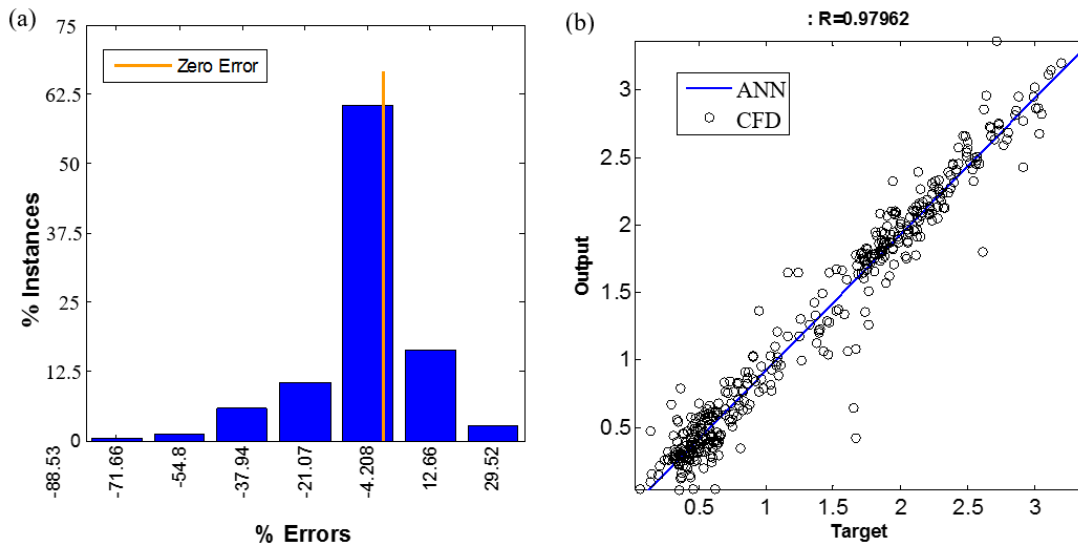 (a)
75
62.5
50
37.5
25
12.5
0
% Instances
Zero Error
-88.53
-71.66
-54.8
-37.94
-21.07
-4.208
12.66
29.52
% Errors
(b)
: R=0.97962
ANN
CFD
3
2.5
2
1.5
1
0.5
Output
0.5
1
1.5
2
2.5
3
Target